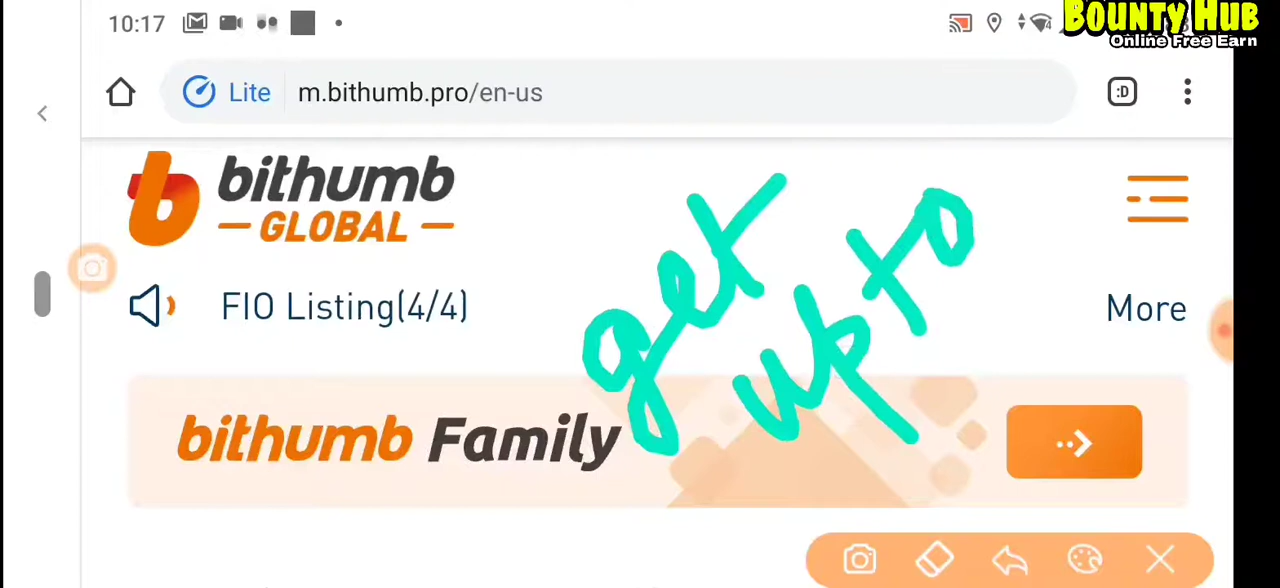 10:17
BOUNTY HUB
Online Free Earn
Lite m.bithumb.pro/en-us
:D
bithumb
GLOBAL
FIO Listing(4/4) More
get
upto
bithumb Family